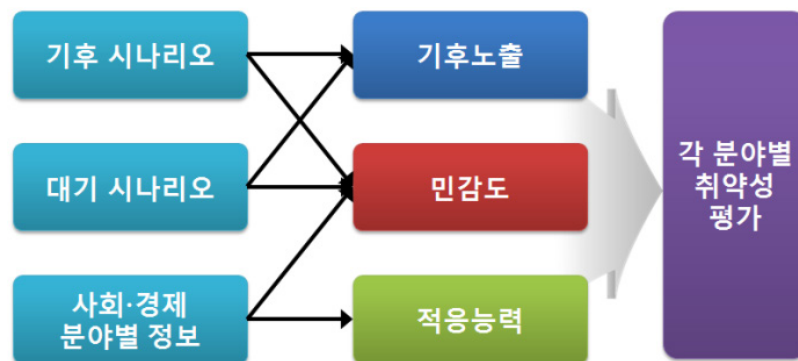 기후 시나리오
기후노출
대기 시나리오
민감도
각 분야별
취약성
평가
사회·경제
분야별 정보
적응능력